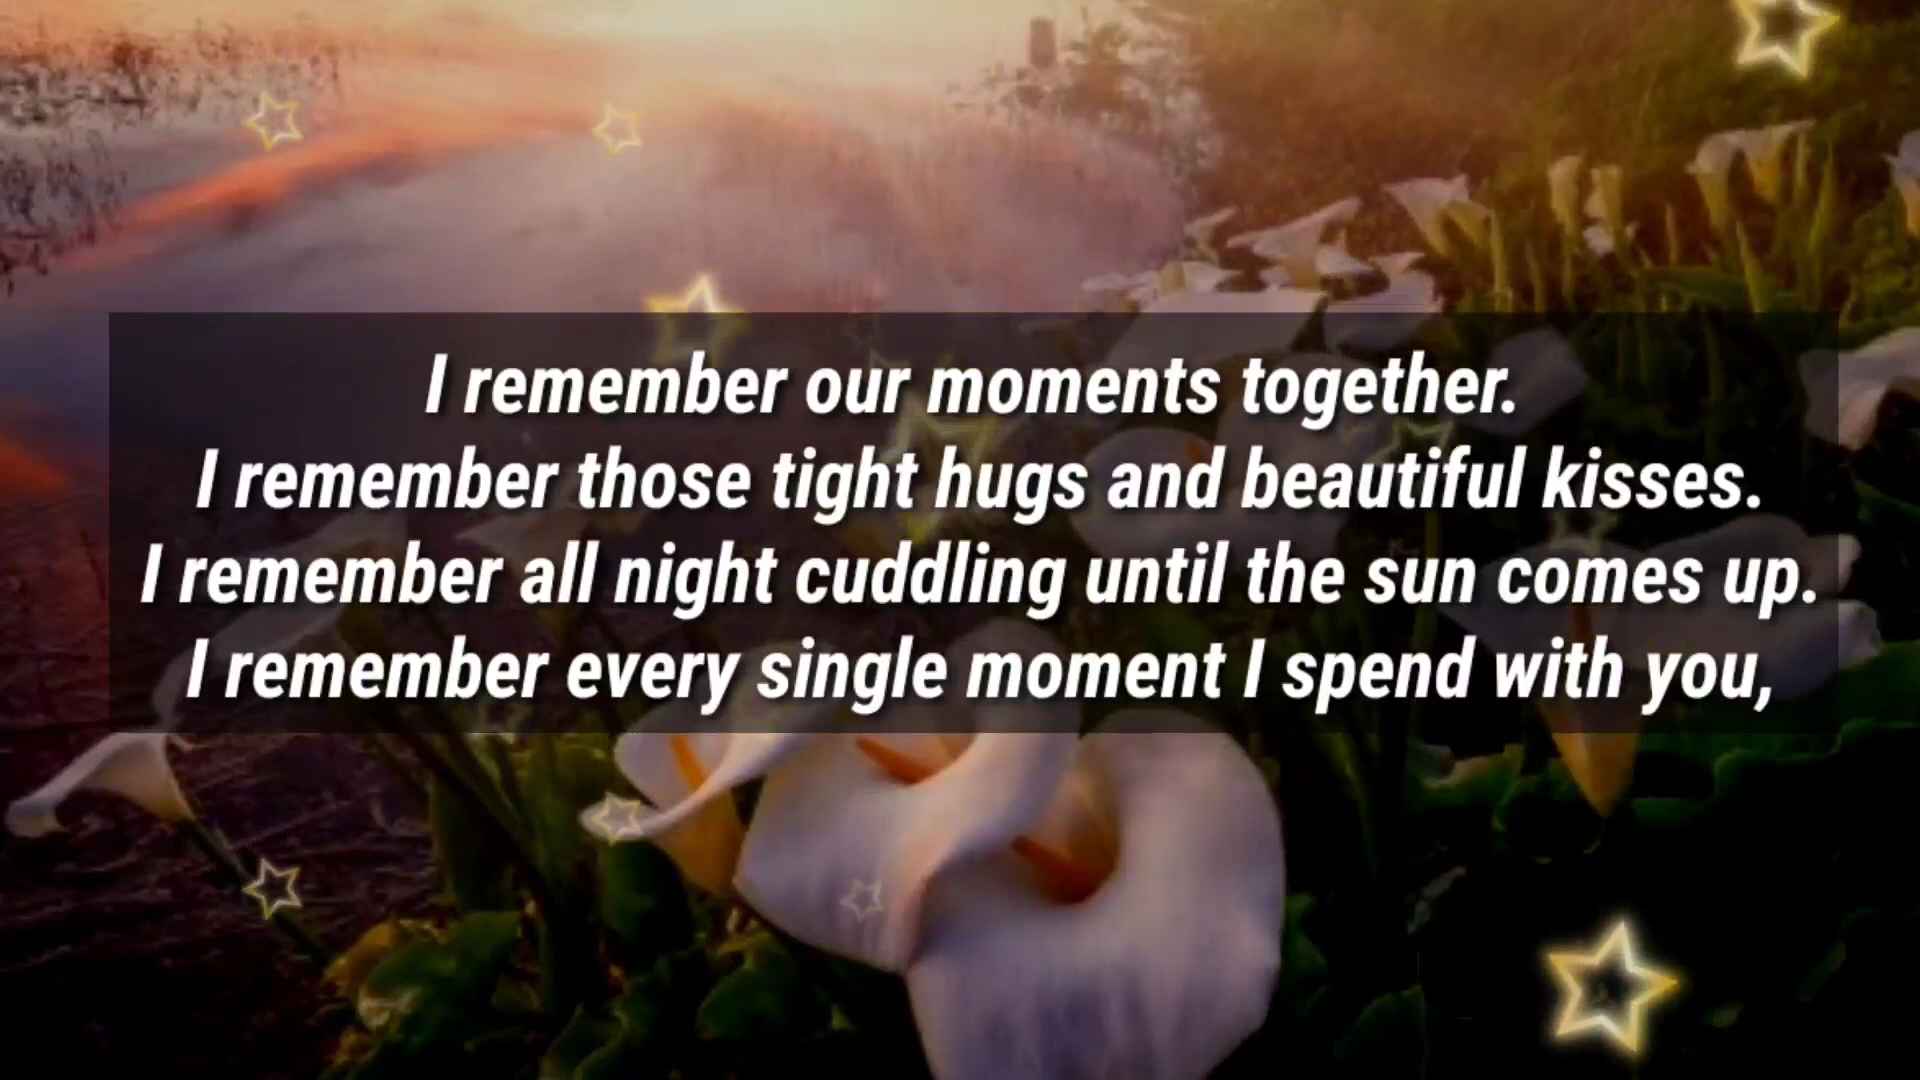 I remember our moments together.
I remember those tight hugs and beautiful kisses.
I remember all night cuddling until the sun comes up.
I remember every single moment I spend with you,